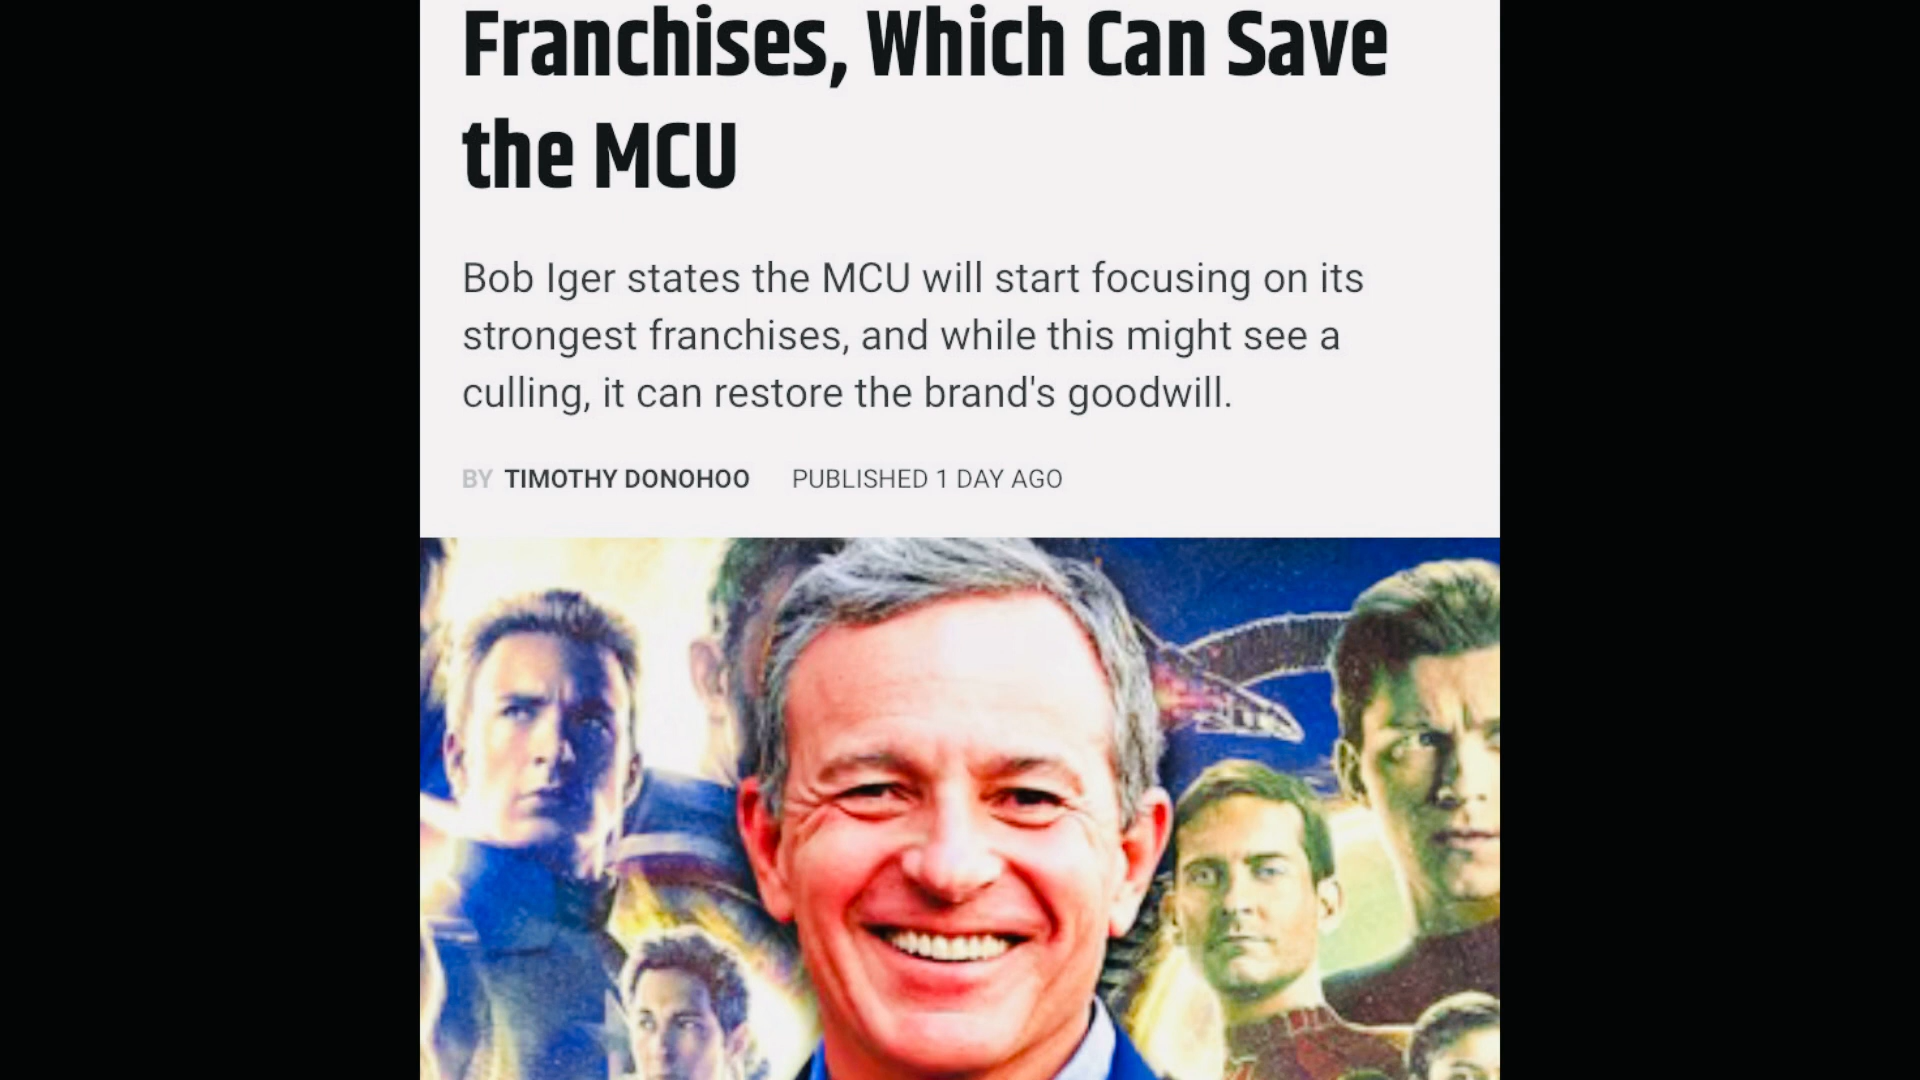 Franchises, Which Can Save
the MCU
Bob Iger states the MCU will start focusing on its
strongest franchises, and while this might see a
culling, it can restore the brand's goodwill.
BY TIMOTHY DONOHOO PUBLISHED 1 DAY AGO